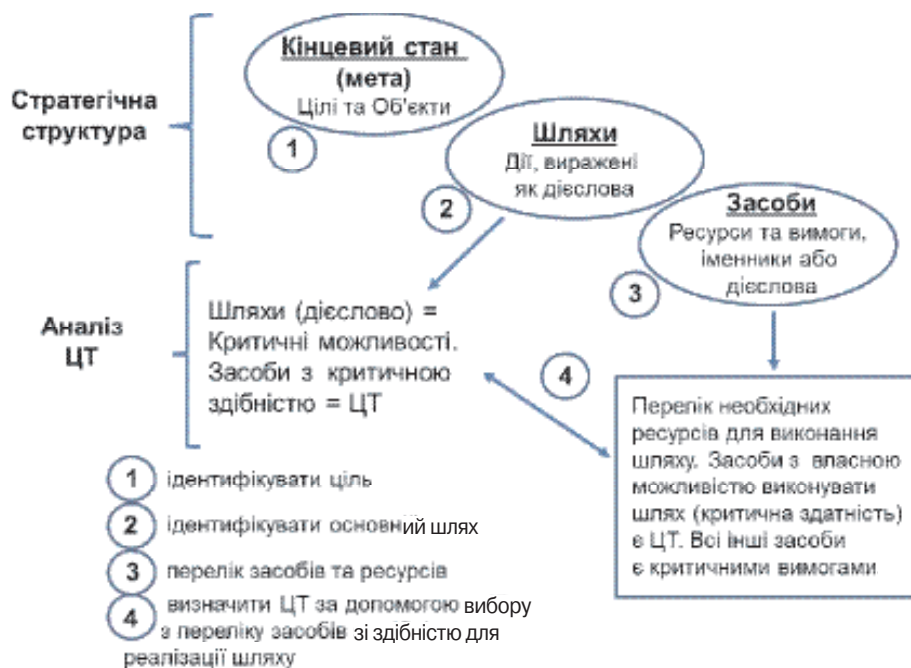 Кінцевий стан
(мета)
Цілі та Об'єкти
Стратегічна
структура
1
Шляхи
Дії, виражені
як дієслова
2
Засоби
Ресурси та вимоги,
іменники або
дієслова
3
Аналіз
ЦТ
Шляхи (дієслово) =
Критичні можливості.
Засоби з критичною
здібністю = ЦТ
4
Перелік необхідних
ресурсів для виконання
шляху. Засоби з власною
можливістю виконувати
шлях (критична здатність)
є ЦТ. Всі інші засоби
є критичними вимогами
1 ідентифікувати ціль
2 ідентифікувати основний шлях
3 перелік засобів та ресурсів
4 визначити ЦТ за допомогою вибору
з переліку засобів зі здібністю для
реалізації шляху